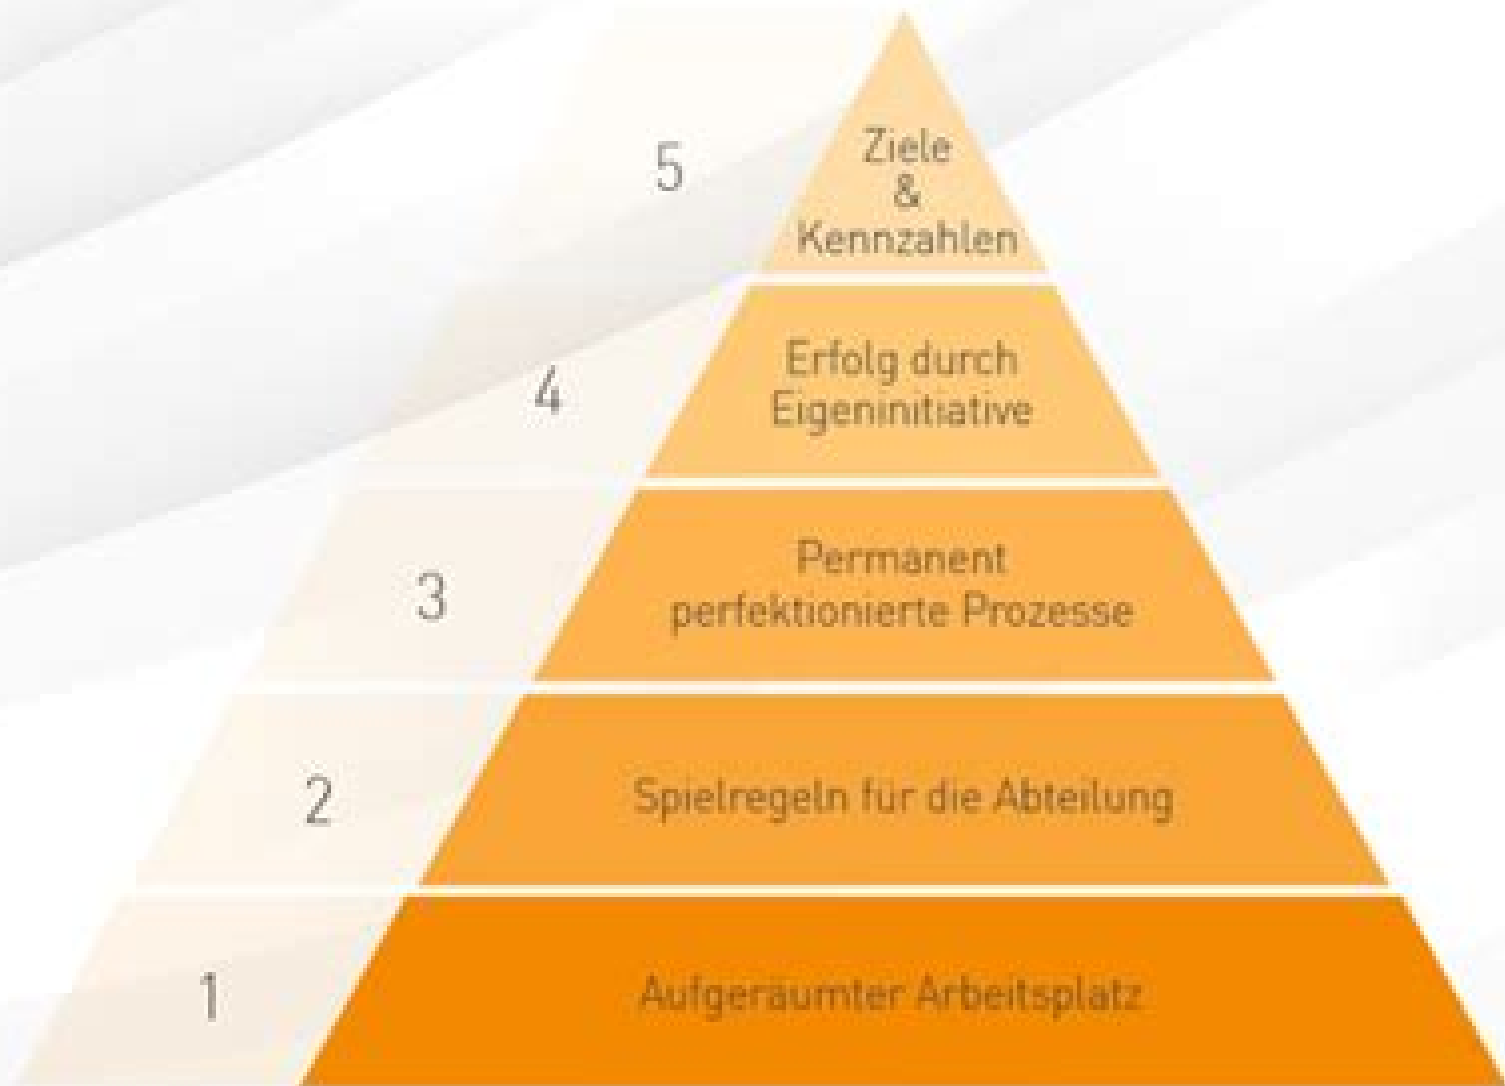 5
Ziele
&
Kennzahlen
4
Erfolg durch
Eigeninitiative
3
Permanent
perfektionierte Prozesse
2
Spielregeln für die Abteilung
1
Aufgeräumter Arbeitsplatz